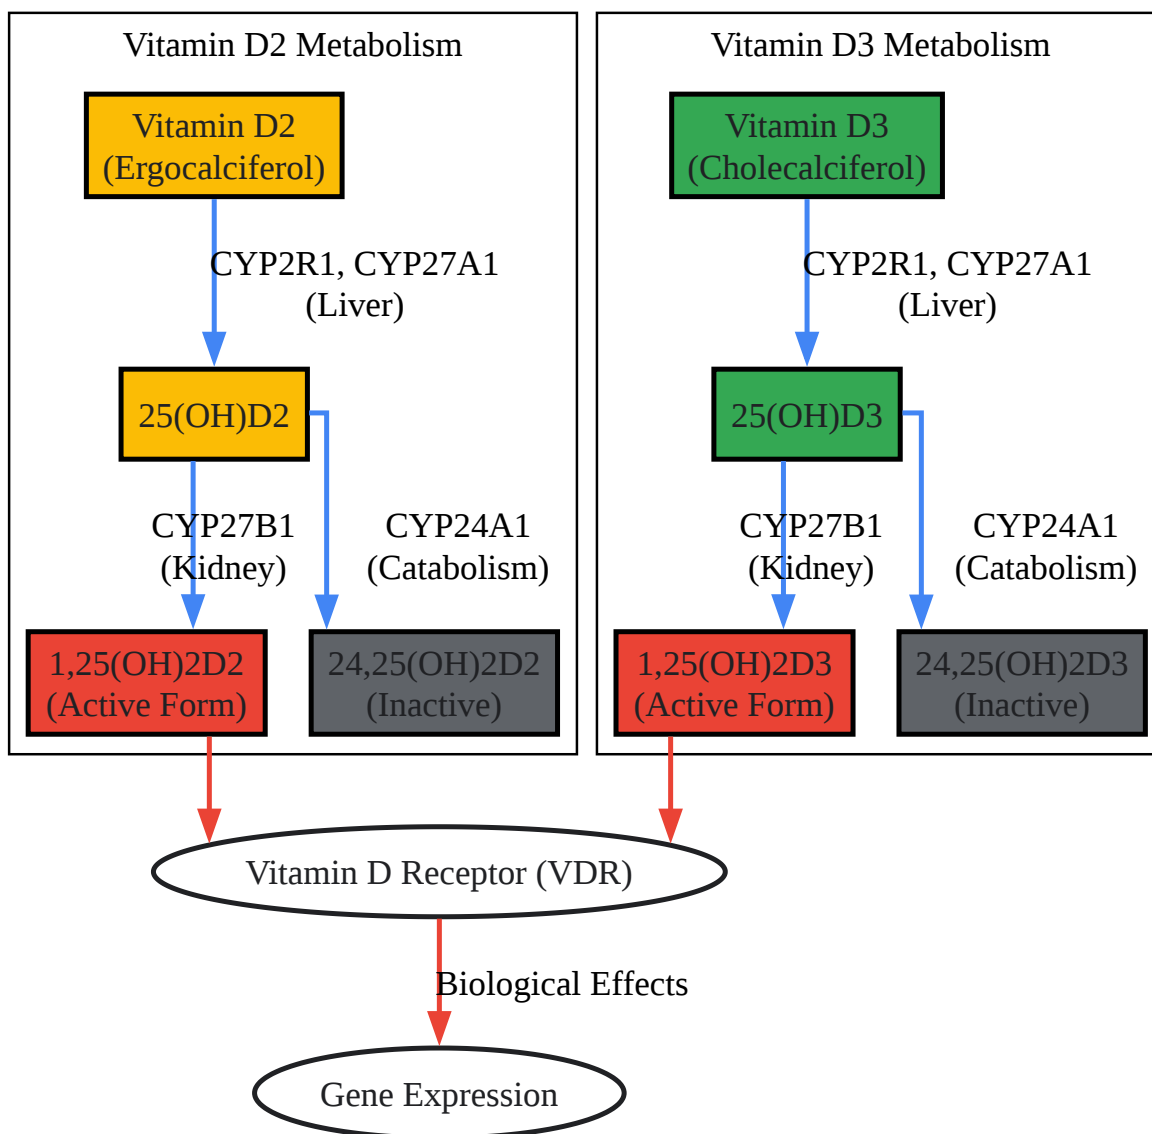 Vitamin D2 Metabolism
Vitamin D2
(Ergocalciferol)
CYP2R1, CYP27A1
(Liver)
25(OH)D2
CYP27B1
(Kidney)
CYP24A1
(Catabolism)
1,25(OH)2D2
(Active Form)
24,25(OH)2D2
(Inactive)
Vitamin D3 Metabolism
Vitamin D3
(Cholecalciferol)
CYP2R1, CYP27A1
(Liver)
25(OH)D3
CYP27B1
(Kidney)
CYP24A1
(Catabolism)
1,25(OH)2D3
(Active Form)
24,25(OH)2D3
(Inactive)
Vitamin D Receptor (VDR)
Biological Effects
Gene Expression